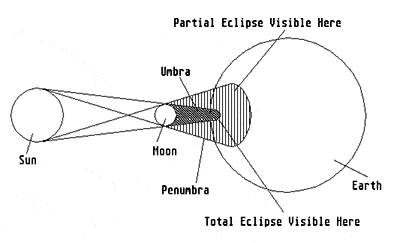 Partial Eclipse Visible Here
Umbra
Sun
Moon
Penumbra
Earth
Total Eclipse Visible Here